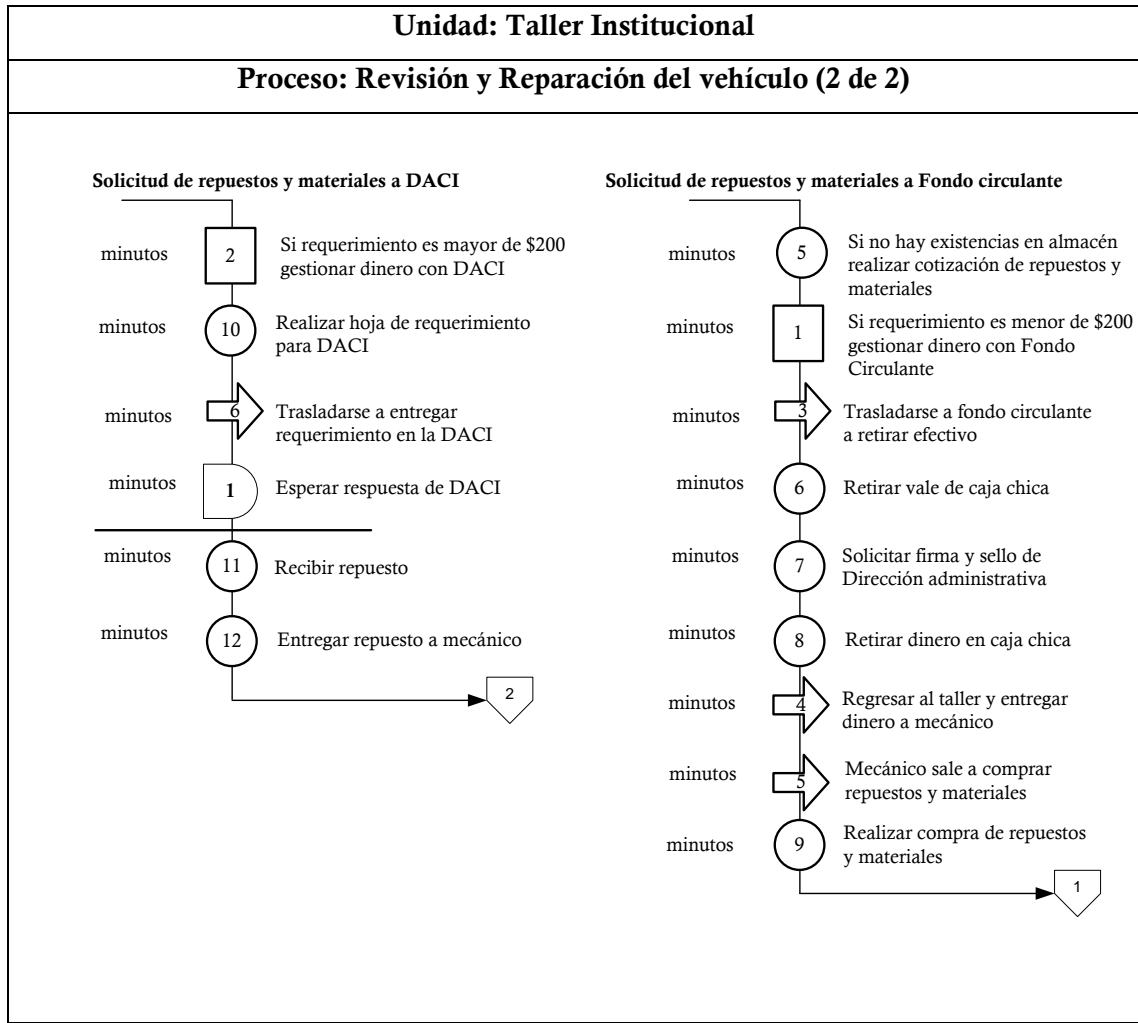 Unidad: Taller Institucional
Proceso: Revisión y Reparación del vehículo (2 de 2)
Solicitud de repuestos y materiales a DACI
minutos
2
Si requerimiento es mayor de $200
gestionar dinero con DACI
minutos
10
Realizar hoja de requerimiento
para DACI
minutos
6
Trasladarse a entregar
requerimiento en la DACI
minutos
1
Esperar respuesta de DACI
minutos
11
Recibir repuesto
minutos
12
Entregar repuesto a mecánico
2
Solicitud de repuestos y materiales a Fondo circulante
minutos
5
Si no hay existencias en almacén
realizar cotización de repuestos y
materiales
minutos
1
Si requerimiento es menor de $200
gestionar dinero con Fondo
Circulante
minutos
3
Trasladarse a fondo circulante
a retirar efectivo
minutos
6
Retirar vale de caja chica
minutos
7
Solicitar firma y sello de
Dirección administrativa
minutos
8
Retirar dinero en caja chica
minutos
4
Regresar al taller y entregar
dinero a mecánico
minutos
5
Mecánico sale a comprar
repuestos y materiales
minutos
9
Realizar compra de repuestos
y materiales
1